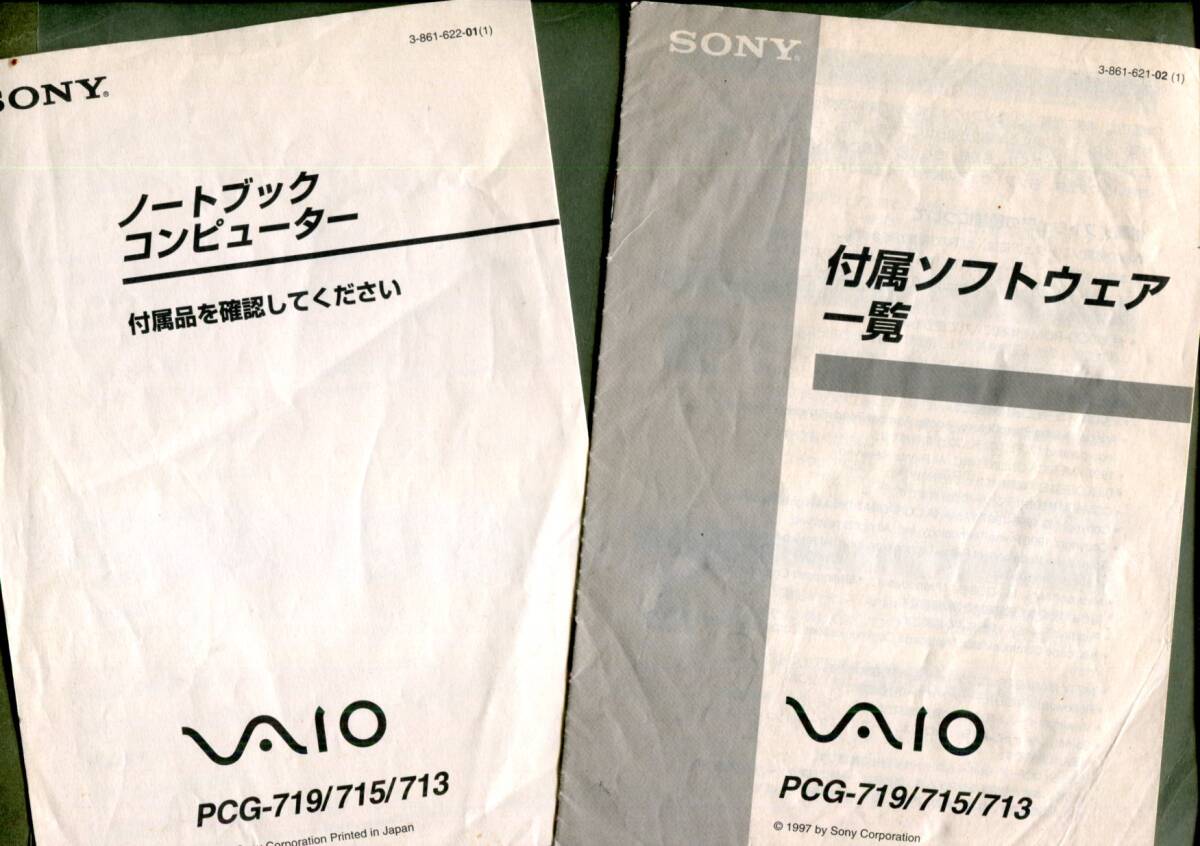 3-861-622-01(1)
SONY®
ノートブック
コンピューター
付属品を確認してください
VAIO
PCG-719/715/713
Sony Corporation Printed in Japan
SONY®
3-861-621-02 (1)
付属ソフトウェア
一覧
VAIO
PCG-719/715/713
© 1997 by Sony Corporation